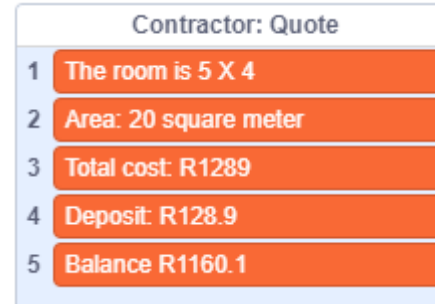 Contractor: Quote
1 The room is 5 X 4
2 Area: 20 square meter
3 Total cost: R1289
4 Deposit: R128.9
5 Balance R1160.1